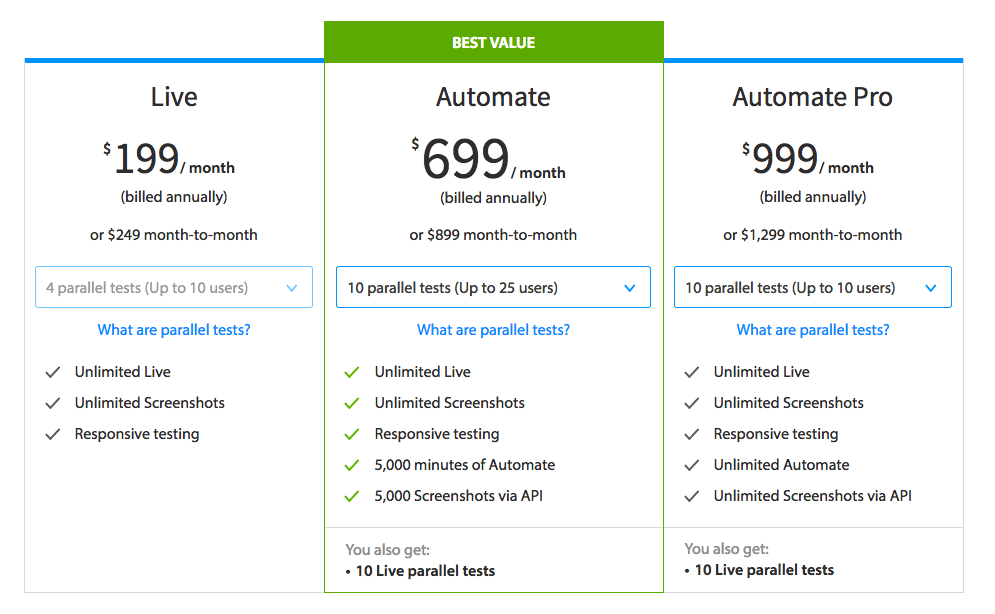 BEST VALUE
Live
$199/ month
(billed annually)
or $249 month-to-month
4 parallel tests (Up to 10 users)
What are parallel tests?
Unlimited Live
Unlimited Screenshots
Responsive testing
Automate
$699/ month
(billed annually)
or $899 month-to-month
10 parallel tests (Up to 25 users)
What are parallel tests?
Unlimited Live
Unlimited Screenshots
Responsive testing
5,000 minutes of Automate
5,000 Screenshots via API
You also get:
• 10 Live parallel tests
Automate Pro
$999/ month
(billed annually)
or $1,299 month-to-month
10 parallel tests (Up to 10 users)
What are parallel tests?
Unlimited Live
Unlimited Screenshots
Responsive testing
Unlimited Automate
Unlimited Screenshots via API
You also get:
• 10 Live parallel tests